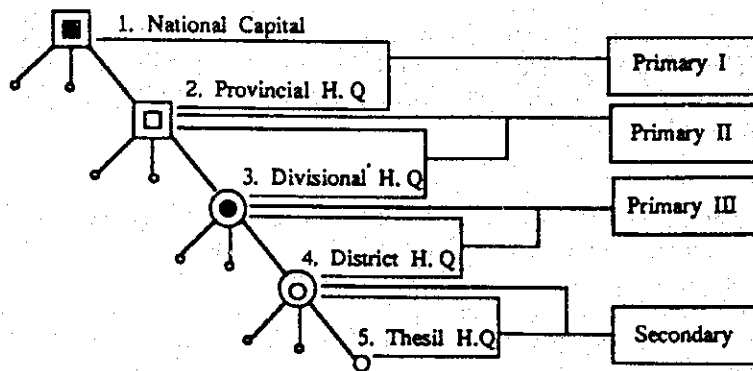 1. National Capital
Primary I
2. Provincial H.Q
Primary II
3. Divisional H.Q
Primary III
4. District H.Q
5. Thesil H.Q
Secondary